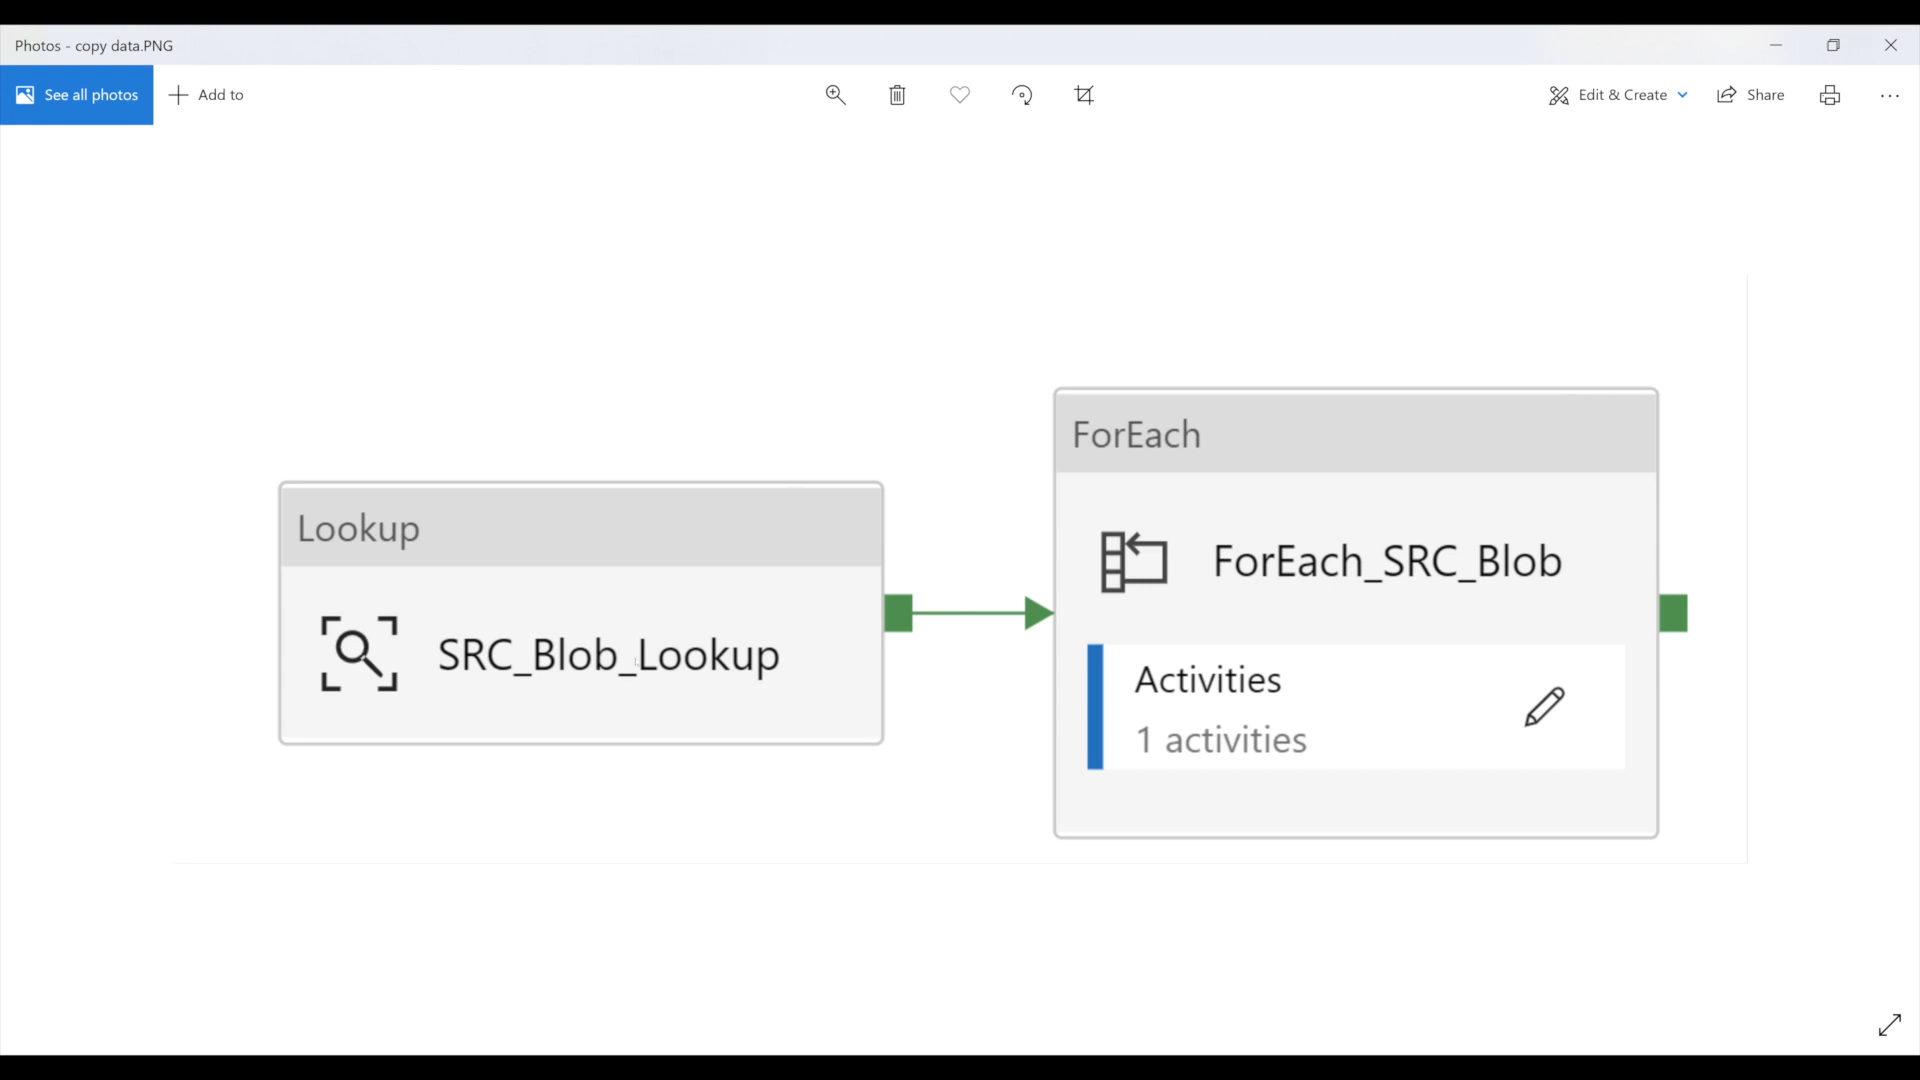 Photos - copy data.PNG
See all photos
Add to
Edit & Create
Share
ForEach
Lookup
ForEach_SRC_Blob
SRC_Blob_Lookup
Activities
1 activities